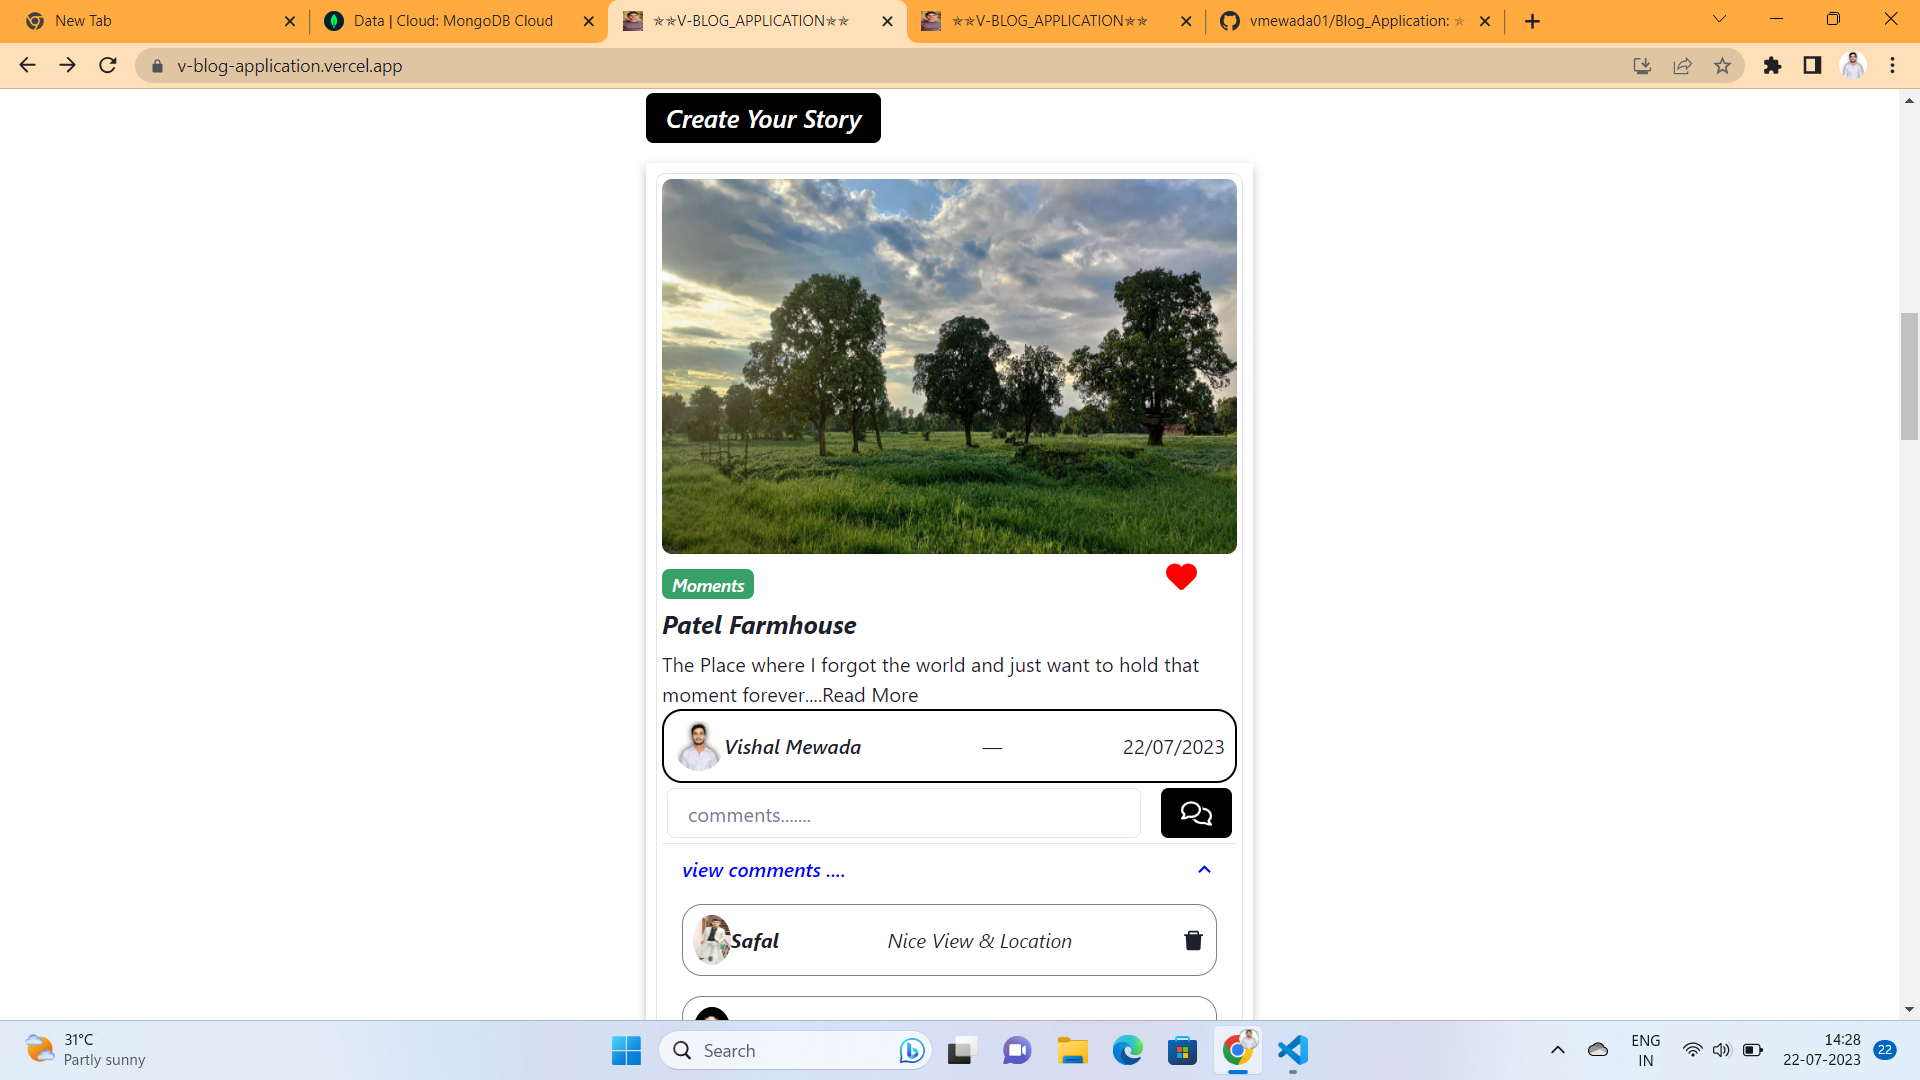 New Tab
Data | Cloud: MongoDB Cloud
✯✯V-BLOG_APPLICATION✯✯
✯✯V-BLOG_APPLICATION✯✯
vmewada01/Blog_Application: ✯
v-blog-application.vercel.app
Create Your Story
Moments
Patel Farmhouse
The Place where I forgot the world and just want to hold that
moment forever....Read More
Vishal Mewada — 22/07/2023
comments.......
view comments ....
Safal Nice View & Location
31°C
Partly sunny
Search
ENG
IN
14:28
22-07-2023
22